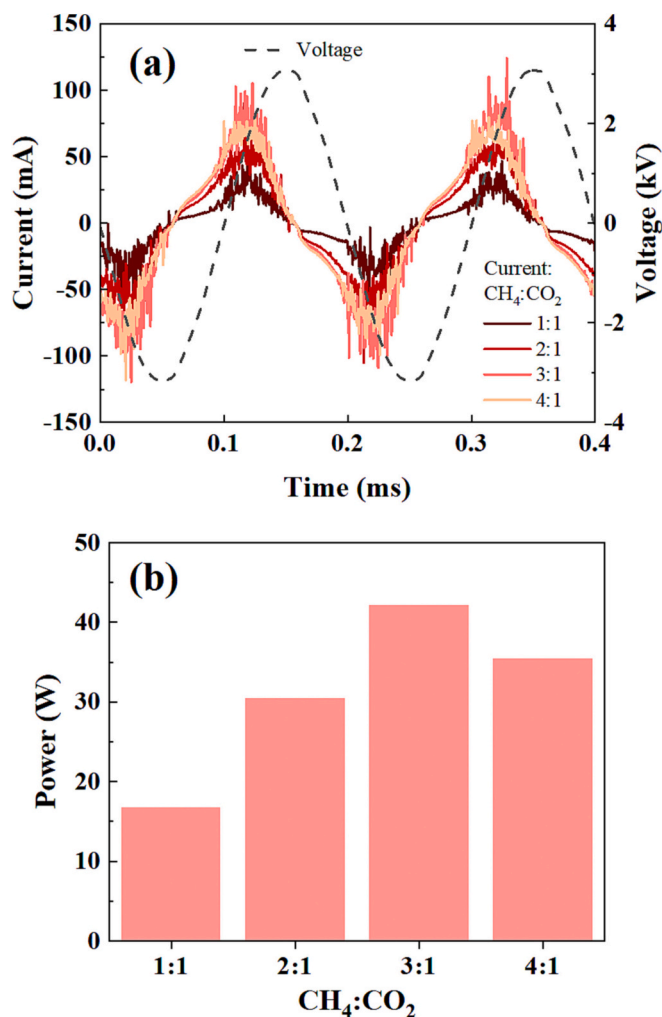 (a)
Voltage
150
100
50
0
-50
-100
-150
Current (mA)
4
2
0
-2
-4
Voltage (kV)
Current:
CH₄:CO₂
1:1
2:1
3:1
4:1
0.0 0.1 0.2 0.3 0.4
Time (ms)
(b)
50
40
30
20
10
0
Power (W)
1:1 2:1 3:1 4:1
CH₄:CO₂